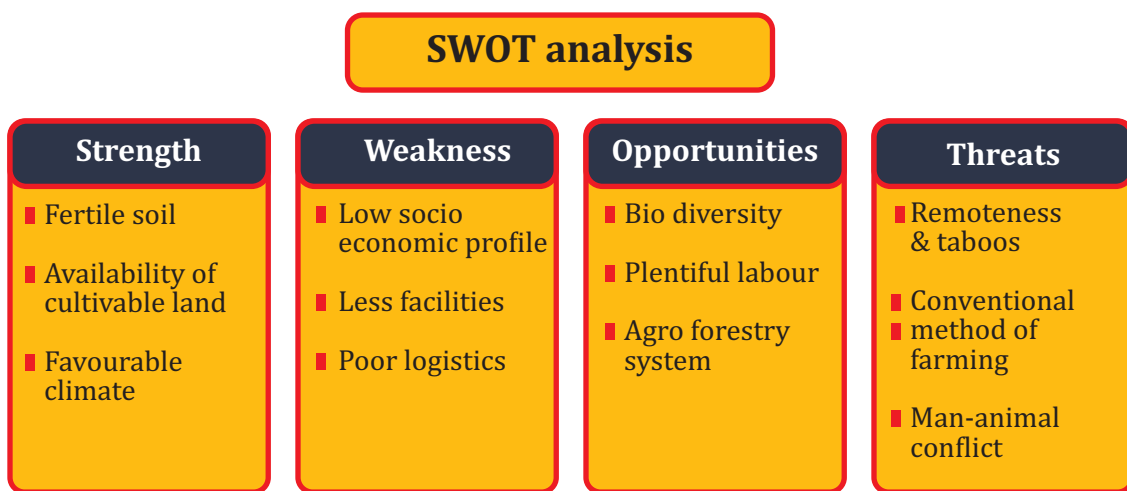 SWOT analysis
Strength
Fertile soil
Availability of
cultivable land
Favourable
climate
Weakness
Low socio
economic profile
Less facilities
Poor logistics
Opportunities
Bio diversity
Plentiful labour
Agro forestry
system
Threats
Remoteness
& taboos
Conventional
method of
farming
Man-animal
conflict